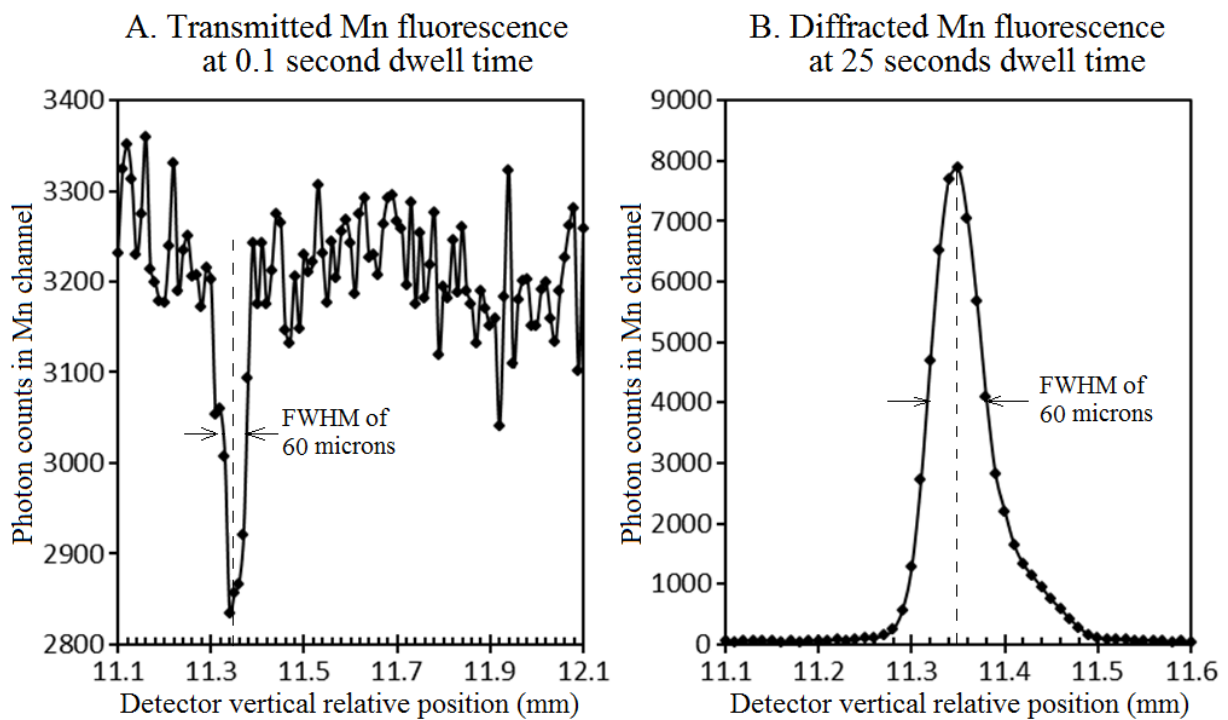 A. Transmitted Mn fluorescence
at 0.1 second dwell time
3400
3300
3200
3100
3000
2900
2800
Photon counts in Mn channel
FWHM of
60 microns
11.1 11.3 11.5 11.7 11.9 12.1
Detector vertical relative position (mm)
B. Diffracted Mn fluorescence
at 25 seconds dwell time
9000
8000
7000
6000
5000
4000
3000
2000
1000
0
Photon counts in Mn channel
FWHM of
60 microns
11.1 11.2 11.3 11.4 11.5 11.6
Detector vertical relative position (mm)